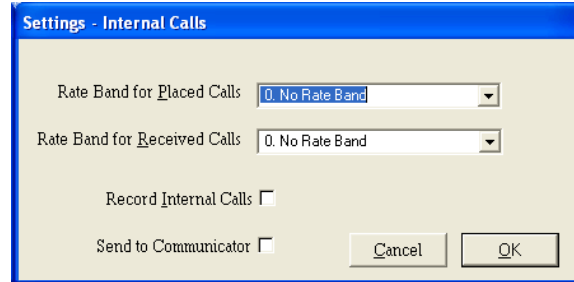 Settings - Internal Calls
Rate Band for Placed Calls 0. No Rate Band
Rate Band for Received Calls 0. No Rate Band
Record Internal Calls
Send to Communicator
Cancel OK